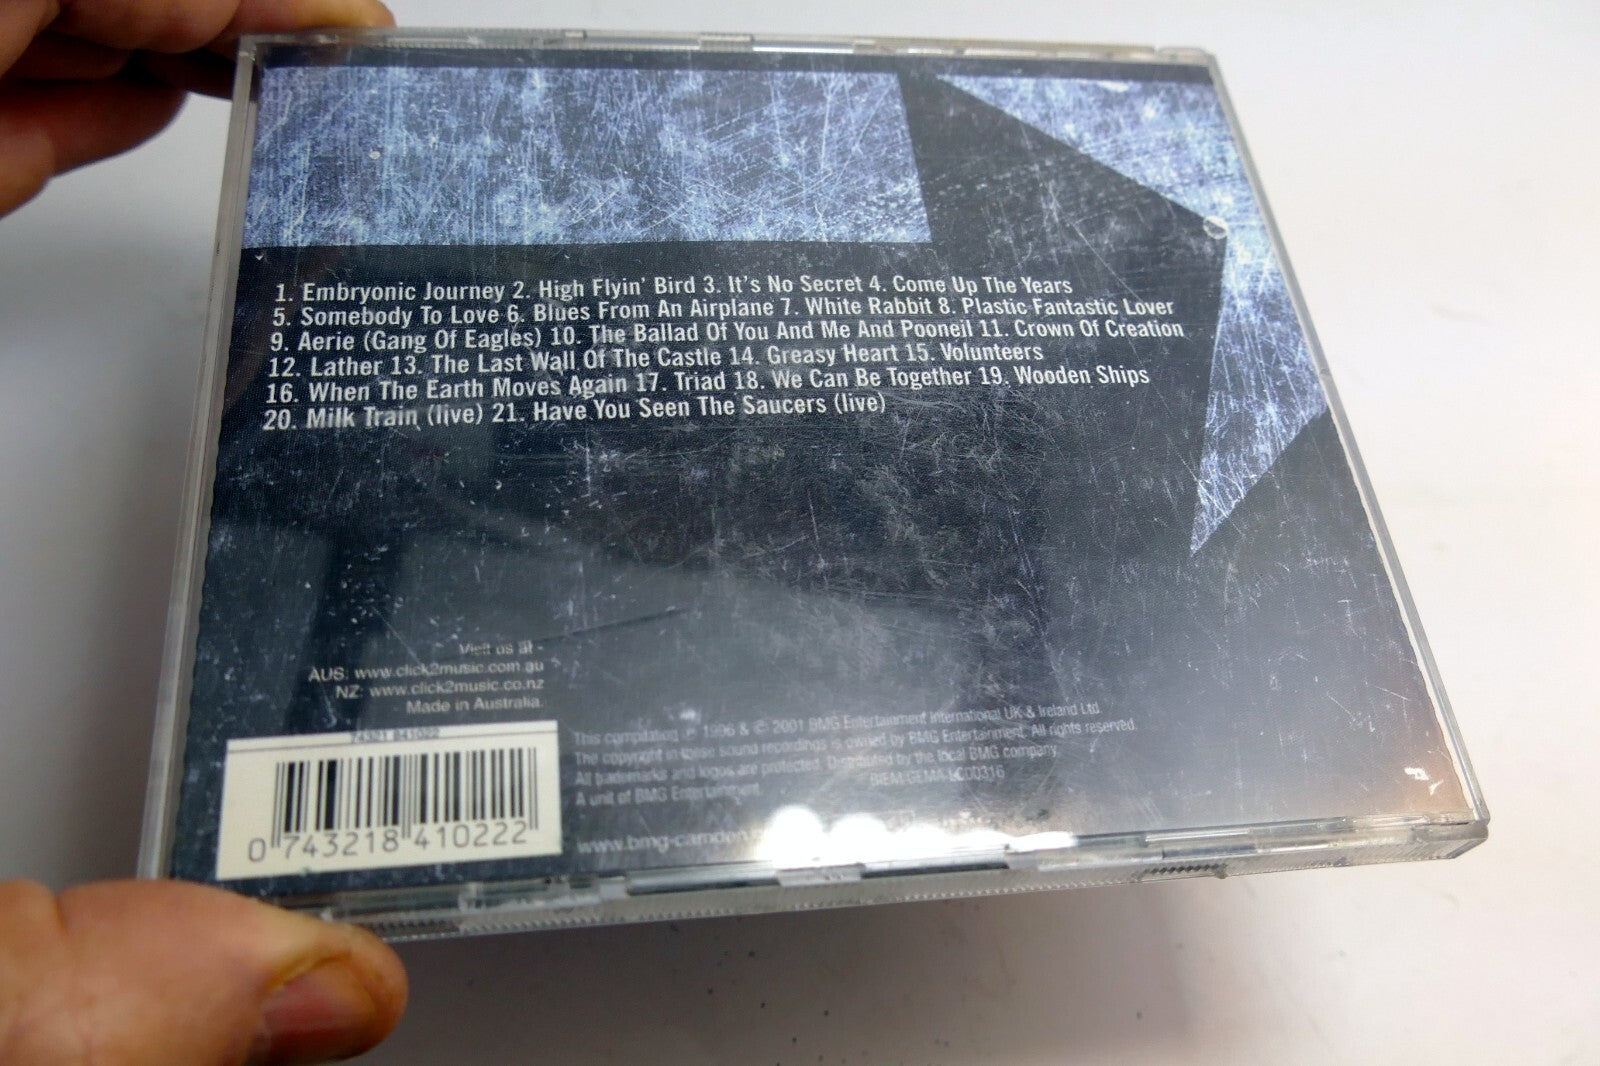 1. Embryonic Journey 2. High Flyin' Bird 3. It's No Secret 4. Come Up The Years
5. Somebody To Love 6. Blues From An Airplane 7. White Rabbit 8. Plastic Fantastic Lover
9. Aerie (Gang Of Eagles) 10. The Ballad Of You And Me And Pooneil 11. Crown Of Creation
12. Lather 13. The Last Wall Of The Castle 14. Greasy Heart 15. Volunteers
16. When The Earth Moves Again 17. Triad 18. We Can Be Together 19. Wooden Ships
20. Milk Train (live) 21. Have You Seen The Saucers (live)
Visit us at -
AUS: www.click2music.com.au
NZ: www.click2music.co.nz
Made in Australia.
74321 841022
0 743218 410222
This compilation ℗ 1996 & © 2001 BMG Entertainment International UK & Ireland Ltd
The copyright in these sound recordings is owned by BMG Entertainment. All rights reserved.
All trademarks and logos are protected. Distributed by the local BMG company.
A unit of BMG Entertainment. BIEM/GEMA LC00316
www.bmg-camden